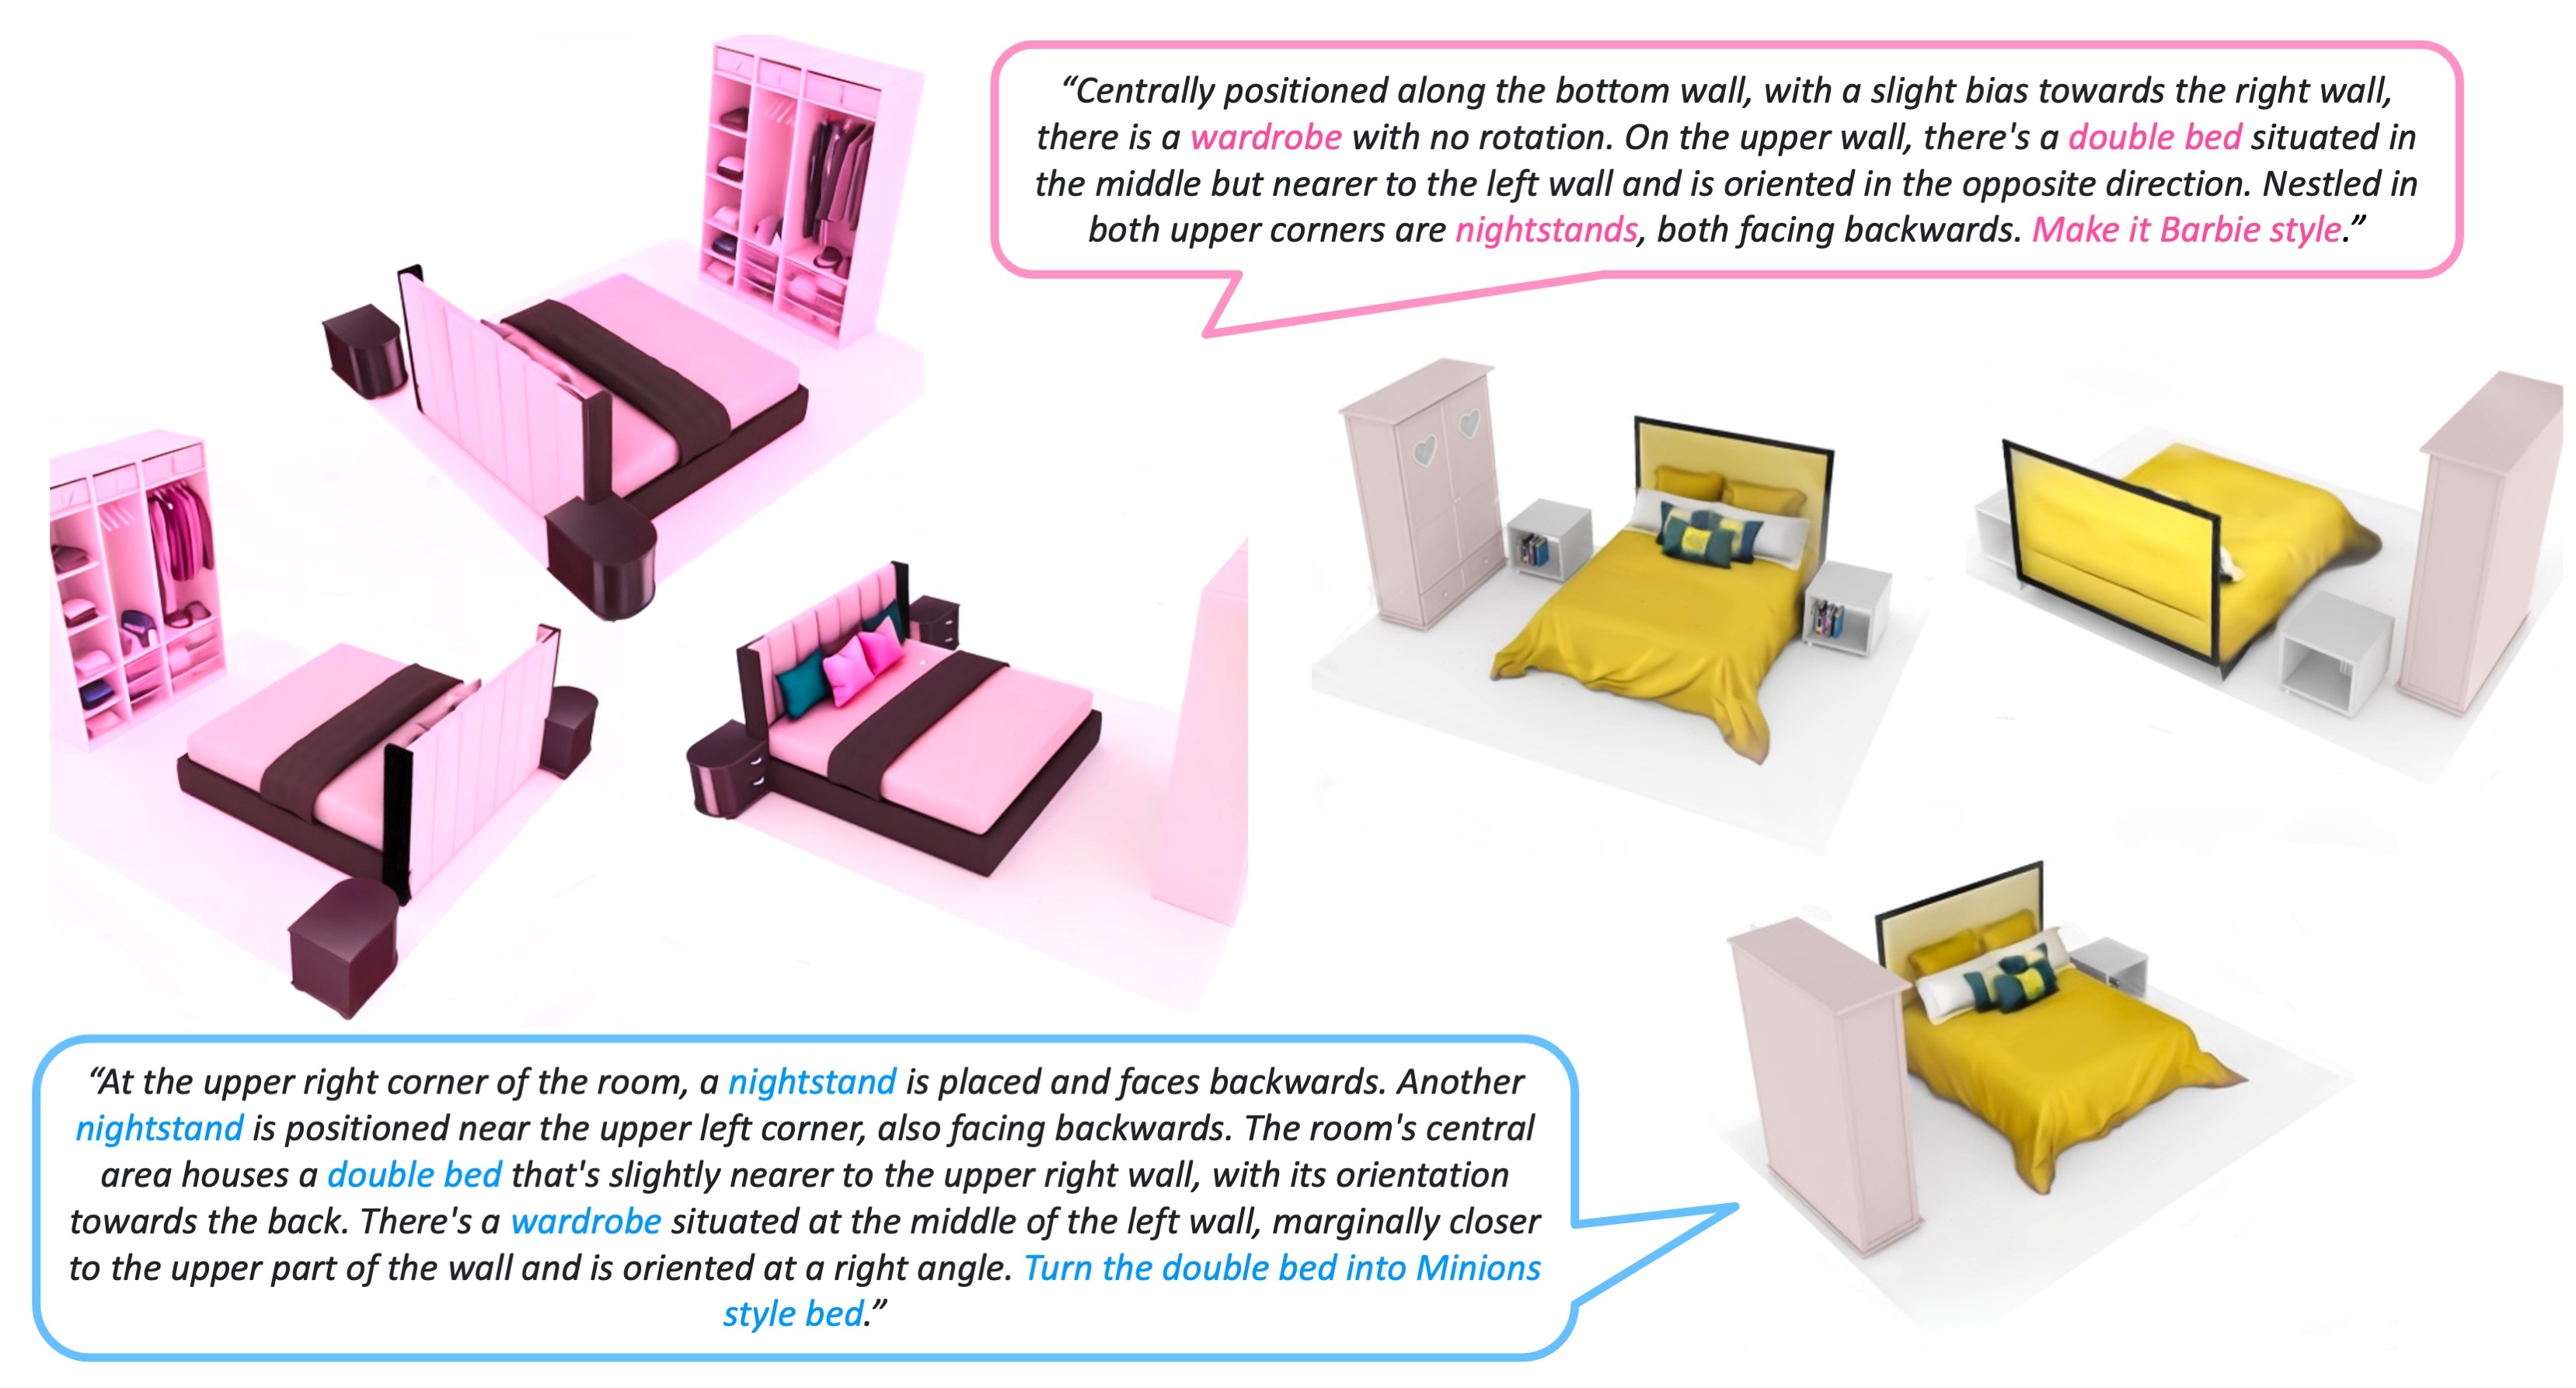 “Centrally positioned along the bottom wall, with a slight bias towards the right wall,
there is a wardrobe with no rotation. On the upper wall, there's a double bed situated in
the middle but nearer to the left wall and is oriented in the opposite direction. Nestled in
both upper corners are nightstands, both facing backwards. Make it Barbie style.”
“At the upper right corner of the room, a nightstand is placed and faces backwards. Another
nightstand is positioned near the upper left corner, also facing backwards. The room's central
area houses a double bed that's slightly nearer to the upper right wall, with its orientation
towards the back. There's a wardrobe situated at the middle of the left wall, marginally closer
to the upper part of the wall and is oriented at a right angle. Turn the double bed into Minions
style bed.”